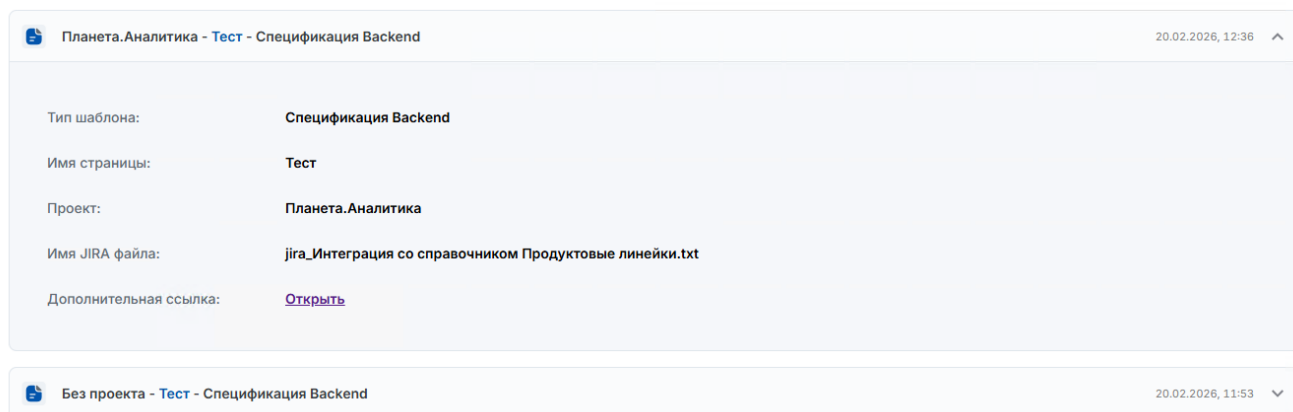 Планета.Аналитика - Тест - Спецификация Backend 20.02.2026, 12:36
Тип шаблона: Спецификация Backend
Имя страницы: Тест
Проект: Планета.Аналитика
Имя JIRA файла: jira_Интеграция со справочником Продуктовые линейки.txt
Дополнительная ссылка: Открыть
Без проекта - Тест - Спецификация Backend 20.02.2026, 11:53